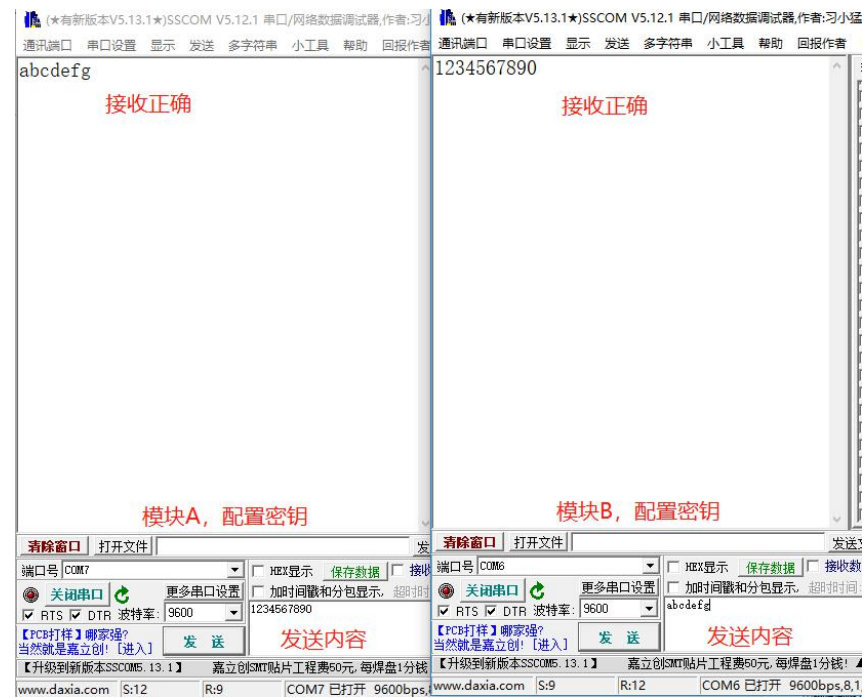 (★有新版本V5.13.1★)SSCOM V5.12.1 串口/网络数据调试器,作者:习小
通讯端口 串口设置 显示 发送 多字符串 小工具 帮助 回报作者
abcdefg
接收正确
模块A，配置密钥
清除窗口 打开文件 发
端口号 COM7 HEX显示 保存数据 接收
关闭串口 更多串口设置 加时间戳和分包显示, 超时时
RTS DTR 波特率: 9600 1234567890
【PCB打样】哪家强?
当然就是嘉立创!【进入】 发 送 发送内容
【升级到新版本SSCOM5.13.1】 嘉立创SMT贴片工程费50元,每焊盘1分钱
www.daxia.com S:12 R:9 COM7 已打开 9600bps,
(★有新版本V5.13.1★)SSCOM V5.12.1 串口/网络数据调试器,作者:习小猛
通讯端口 串口设置 显示 发送 多字符串 小工具 帮助 回报作者
1234567890
接收正确
模块B，配置密钥
清除窗口 打开文件 发送
端口号 COM6 HEX显示 保存数据 接收数
关闭串口 更多串口设置 加时间戳和分包显示, 超时时间:
RTS DTR 波特率: 9600 abcdefg
【PCB打样】哪家强?
当然就是嘉立创!【进入】 发 送 发送内容
【升级到新版本SSCOM5.13.1】 嘉立创SMT贴片工程费50元,每焊盘1分钱!
www.daxia.com S:9 R:12 COM6 已打开 9600bps,8,1